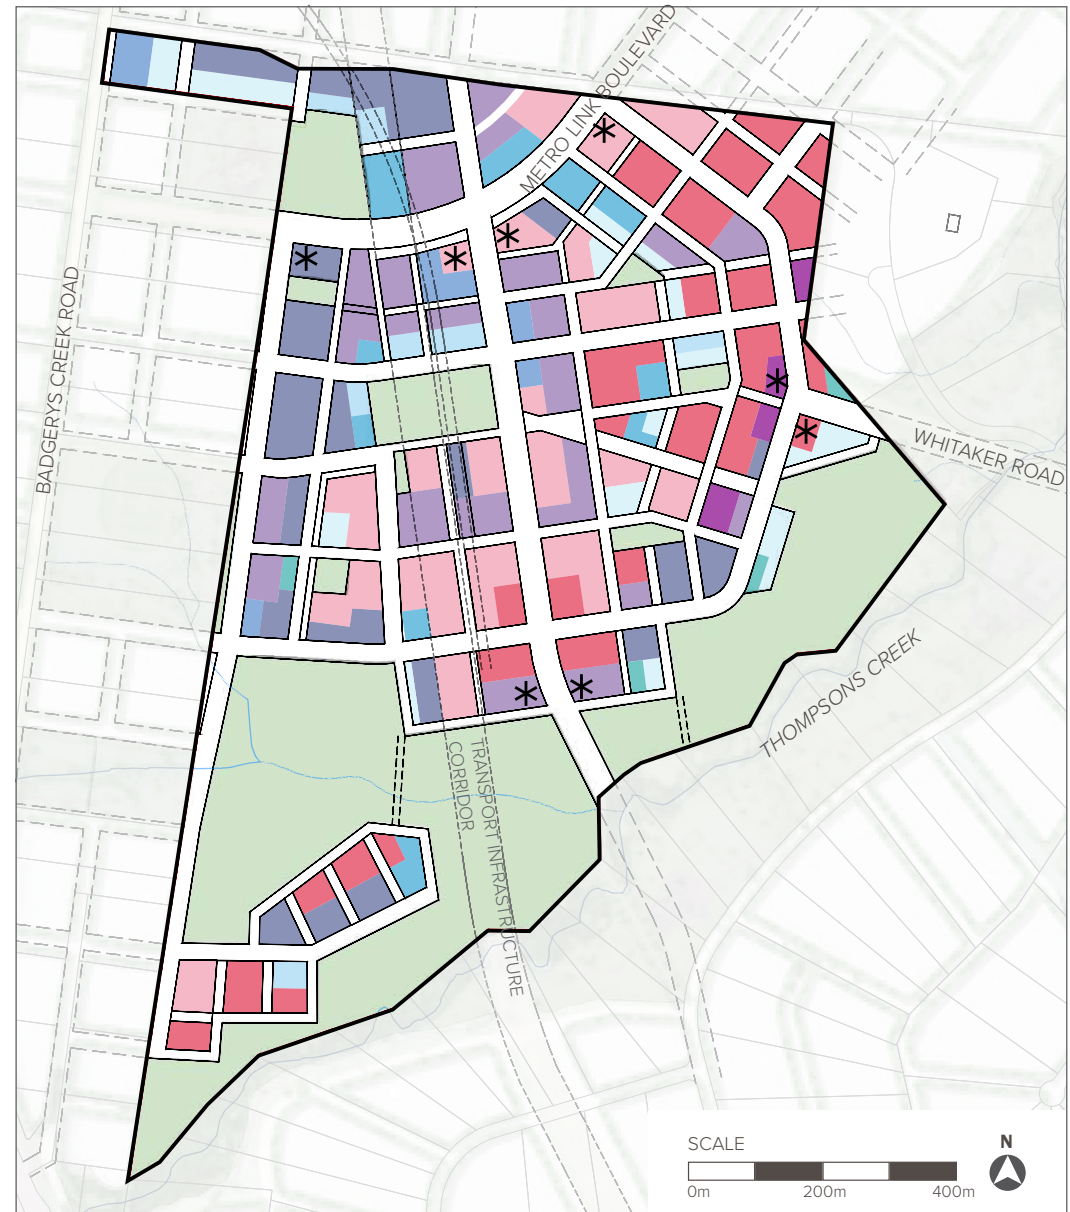 METRO LINK BOULEVARD
BADGERYS CREEK ROAD
WHITAKER ROAD
THOMPSONS CREEK
TRANSPORT INFRASTRUCTURE
CORRIDOR
SCALE
N
0m 200m 400m